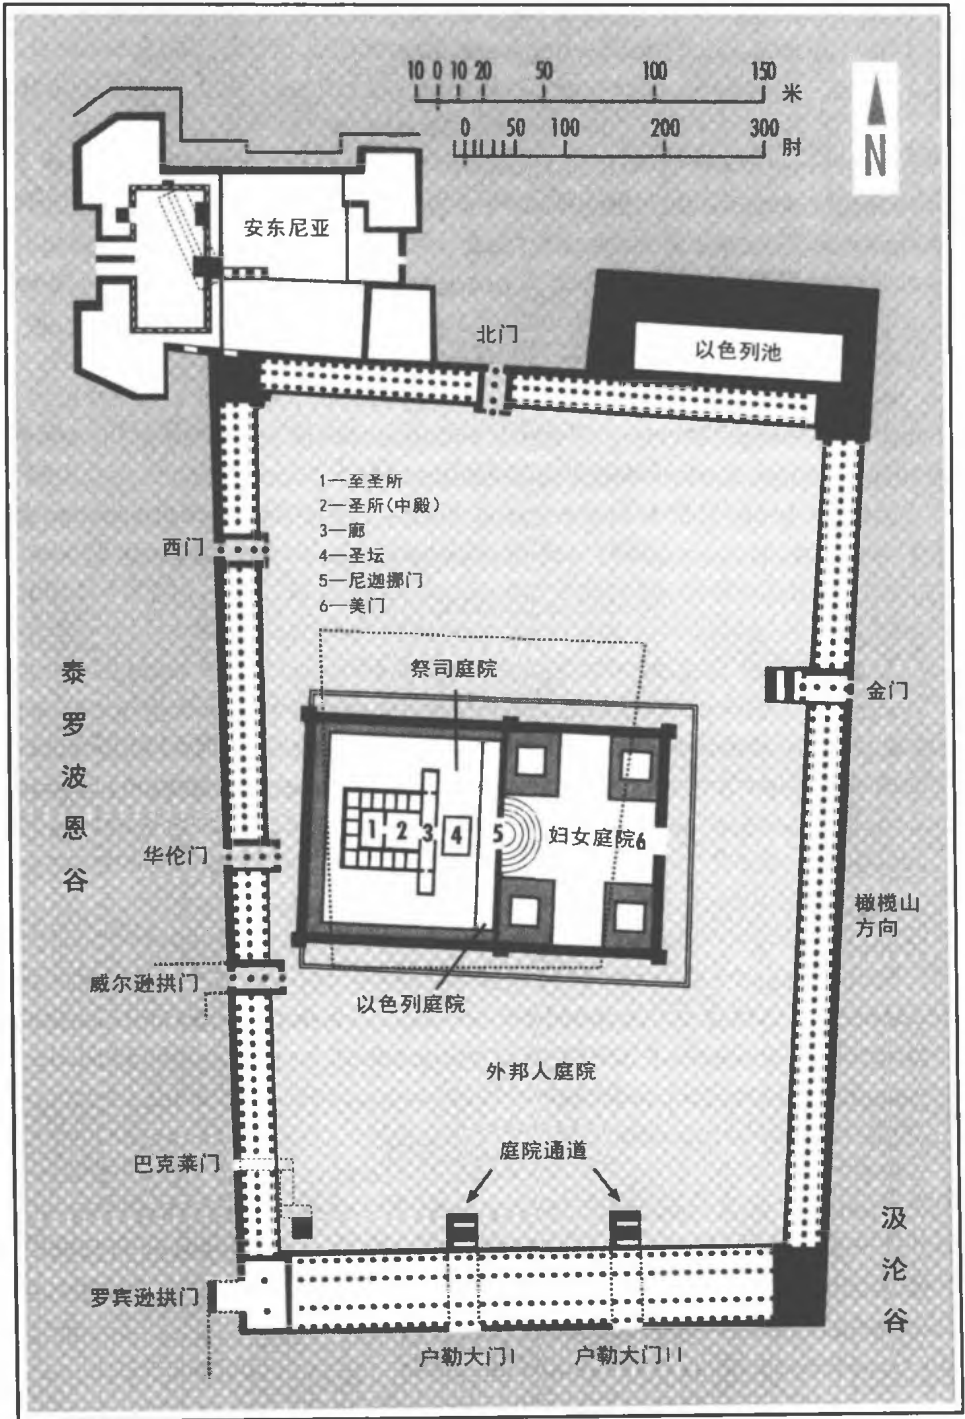 10 0 10 20 50 100 150 米
0 50 100 200 300 肘
N
安东尼亚
北门
以色列池
1—至圣所
2—圣所(中殿)
3—廊
4—圣坛
5—尼迦挪门
6—美门
西门
祭司庭院
金门
泰罗波恩谷
1 2 3 4 5 妇女庭院 6
华伦门
橄榄山
方向
威尔逊拱门
以色列庭院
外邦人庭院
庭院通道
巴克莱门
汲沦谷
罗宾逊拱门
户勒大门I
户勒大门II